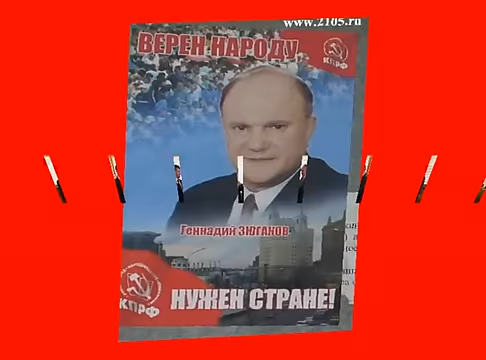 www.2105.ru
ВЕРЕН НАРОДУ
КПРФ
Геннадий ЗЮГАНОВ
КПРФ
НУЖЕН СТРАНЕ!